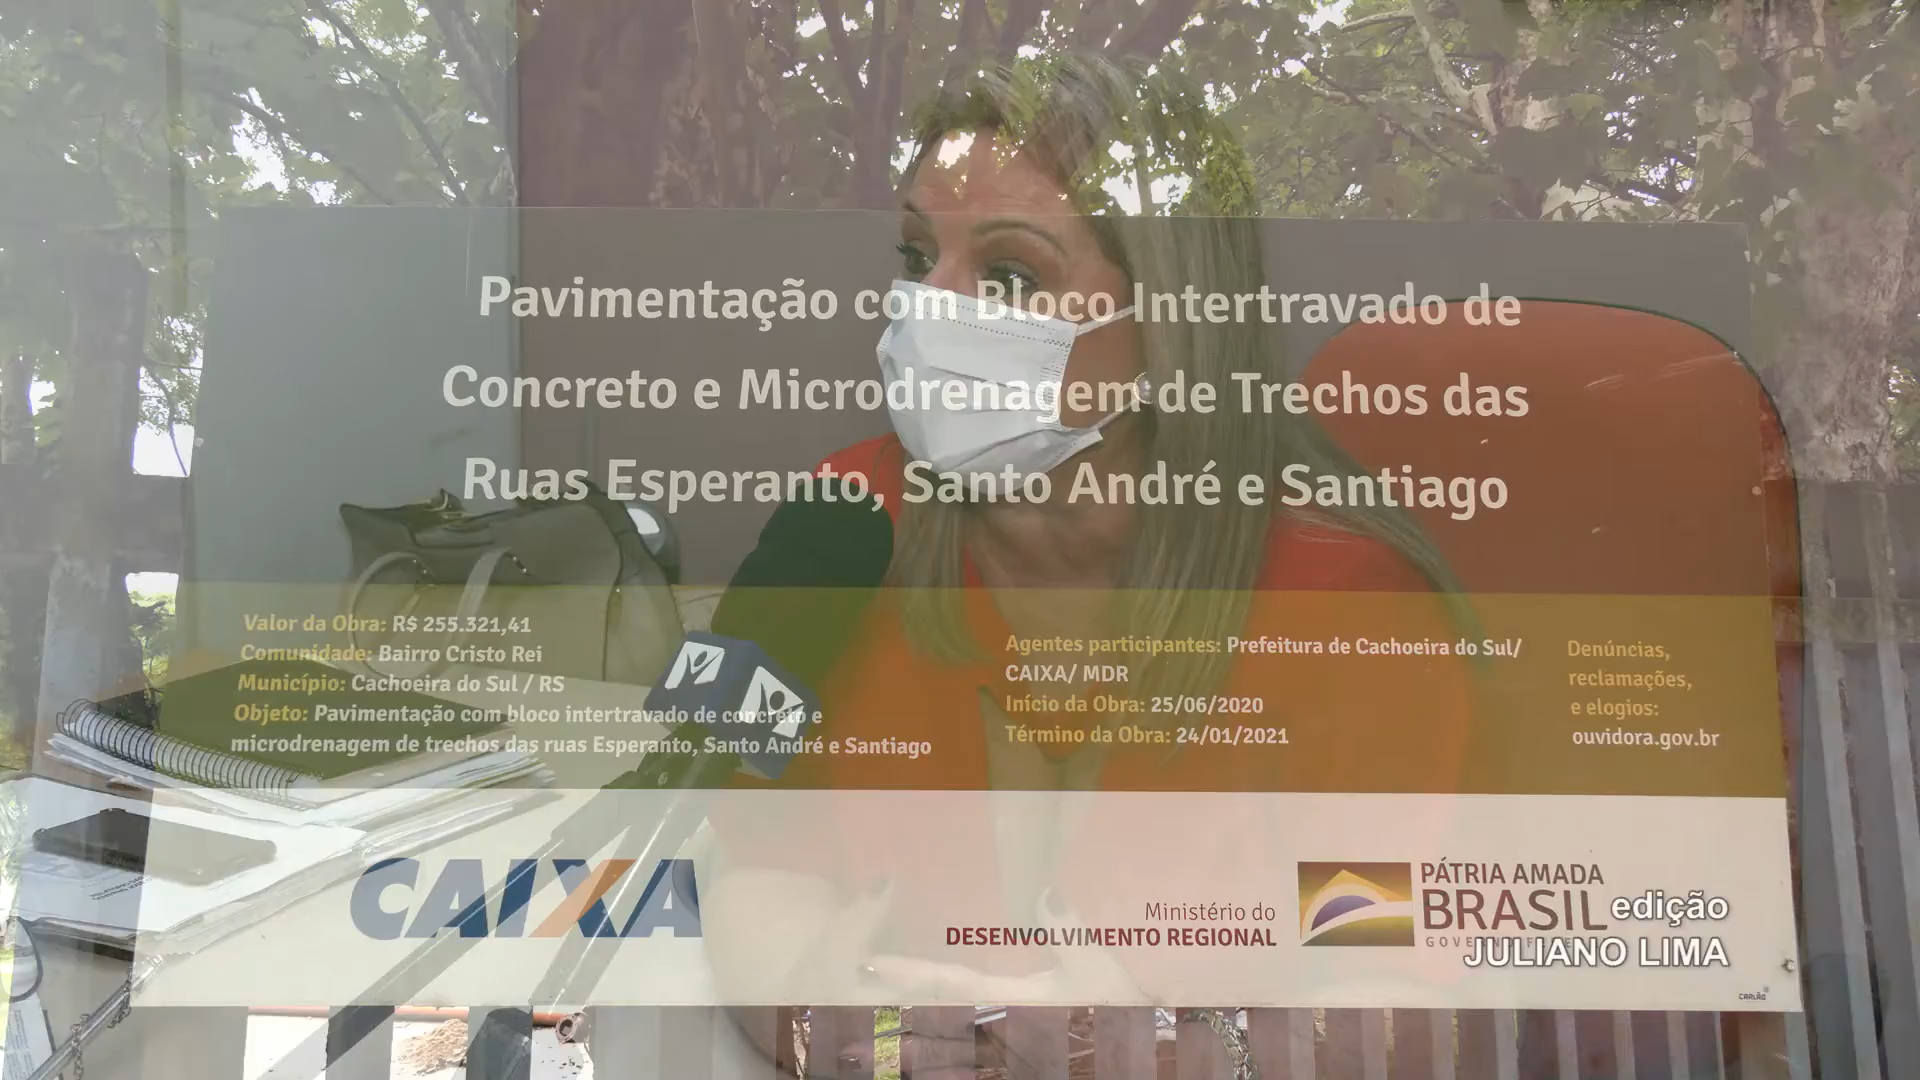 Pavimentação com Bloco Intertravado de
Concreto e Microdrenagem de Trechos das
Ruas Esperanto, Santo André e Santiago
Valor da Obra: R$ 255.321,41
Comunidade: Bairro Cristo Rei
Município: Cachoeira do Sul / RS
Objeto: Pavimentação com bloco intertravado de concreto e
microdrenagem de trechos das ruas Esperanto, Santo André e Santiago
Agentes participantes: Prefeitura de Cachoeira do Sul/
CAIXA/ MDR
Início da Obra: 25/06/2020
Término da Obra: 24/01/2021
Denúncias,
reclamações,
e elogios:
ouvidora.gov.br
CAIXA
Ministério do
DESENVOLVIMENTO REGIONAL
PÁTRIA AMADA
BRASIL
edição
JULIANO LIMA
CARLÃO